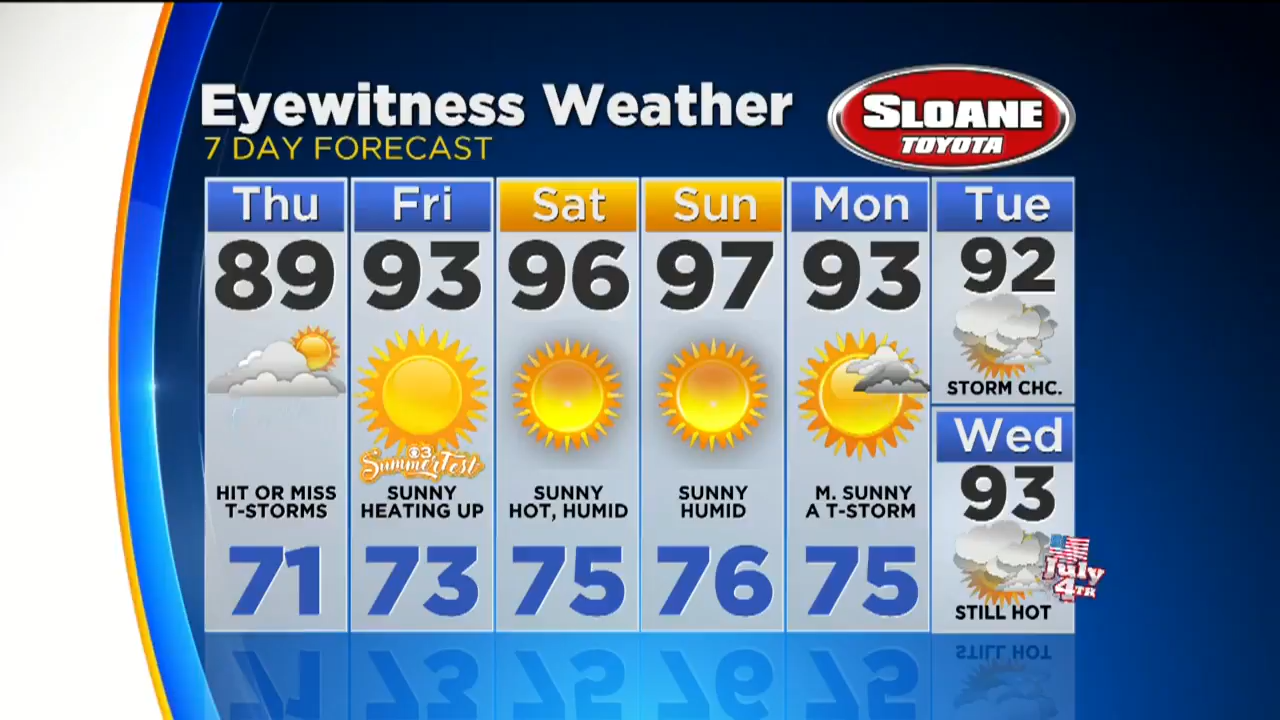 Eyewitness Weather
7 DAY FORECAST
SLOANE
TOYOTA
Thu
89
HIT OR MISS
T-STORMS
71
Fri
93
3
SummerFest
SUNNY
HEATING UP
73
Sat
96
SUNNY
HOT, HUMID
75
Sun
97
SUNNY
HUMID
76
Mon
93
M. SUNNY
A T-STORM
75
Tue
92
STORM CHC.
Wed
93
July
4TH
STILL HOT